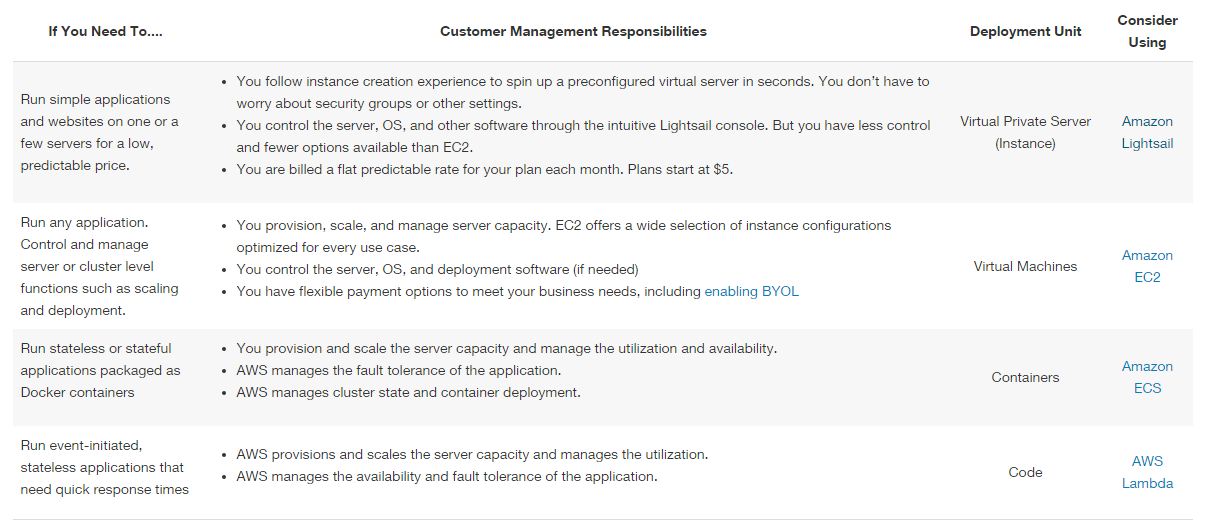 If You Need To.... Customer Management Responsibilities Deployment Unit Consider Using
Run simple applications
and websites on one or a
few servers for a low,
predictable price.
• You follow instance creation experience to spin up a preconfigured virtual server in seconds. You don't have to
worry about security groups or other settings.
• You control the server, OS, and other software through the intuitive Lightsail console. But you have less control
and fewer options available than EC2.
• You are billed a flat predictable rate for your plan each month. Plans start at $5.
Virtual Private Server
(Instance)
Amazon
Lightsail
Run any application.
Control and manage
server or cluster level
functions such as scaling
and deployment.
• You provision, scale, and manage server capacity. EC2 offers a wide selection of instance configurations
optimized for every use case.
• You control the server, OS, and deployment software (if needed)
• You have flexible payment options to meet your business needs, including enabling BYOL
Virtual Machines
Amazon
EC2
Run stateless or stateful
applications packaged as
Docker containers
• You provision and scale the server capacity and manage the utilization and availability.
• AWS manages the fault tolerance of the application.
• AWS manages cluster state and container deployment.
Containers
Amazon
ECS
Run event-initiated,
stateless applications that
need quick response times
• AWS provisions and scales the server capacity and manages the utilization.
• AWS manages the availability and fault tolerance of the application.
Code
AWS
Lambda